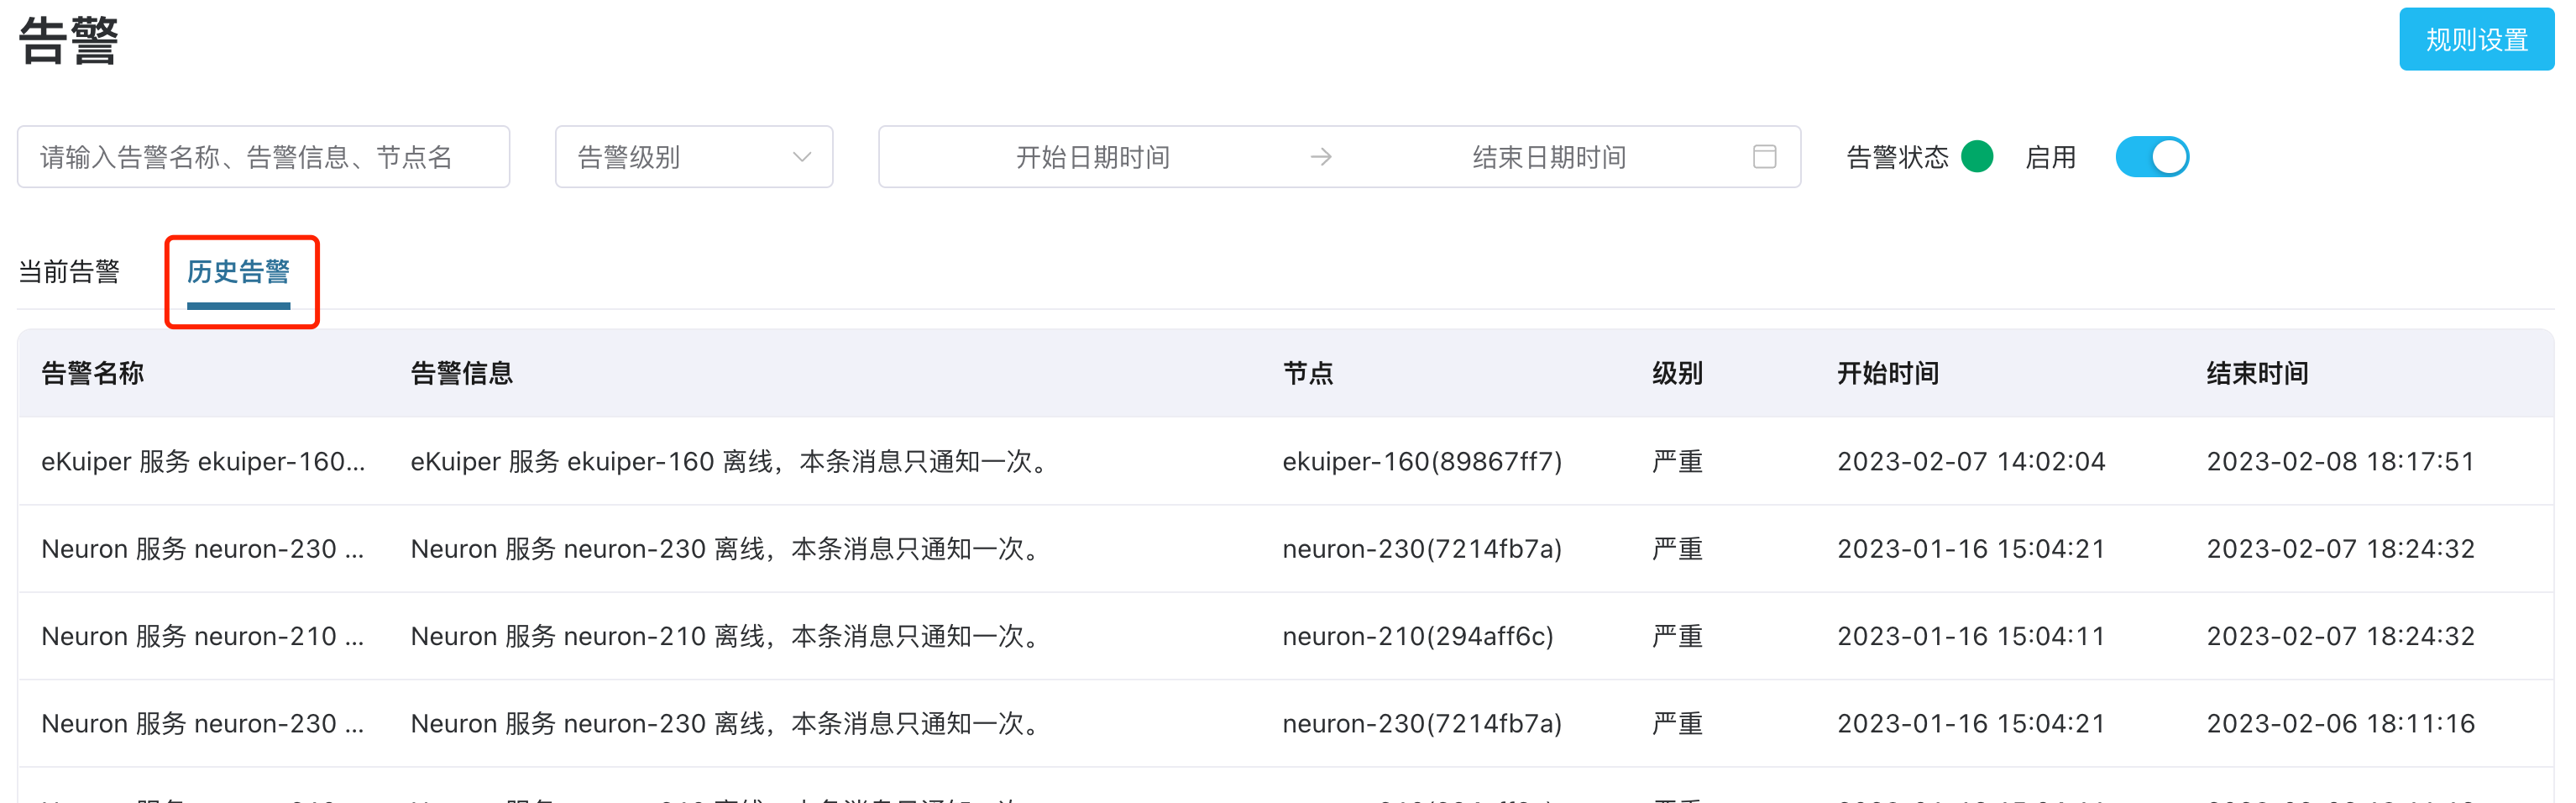 告警
规则设置
请输入告警名称、告警信息、节点名 告警级别 开始日期时间 → 结束日期时间 告警状态 启用
当前告警 历史告警
告警名称 告警信息 节点 级别 开始时间 结束时间
eKuiper 服务 ekuiper-160... eKuiper 服务 ekuiper-160 离线，本条消息只通知一次。 ekuiper-160(89867ff7) 严重 2023-02-07 14:02:04 2023-02-08 18:17:51
Neuron 服务 neuron-230 ... Neuron 服务 neuron-230 离线，本条消息只通知一次。 neuron-230(7214fb7a) 严重 2023-01-16 15:04:21 2023-02-07 18:24:32
Neuron 服务 neuron-210 ... Neuron 服务 neuron-210 离线，本条消息只通知一次。 neuron-210(294aff6c) 严重 2023-01-16 15:04:11 2023-02-07 18:24:32
Neuron 服务 neuron-230 ... Neuron 服务 neuron-230 离线，本条消息只通知一次。 neuron-230(7214fb7a) 严重 2023-01-16 15:04:21 2023-02-06 18:11:16